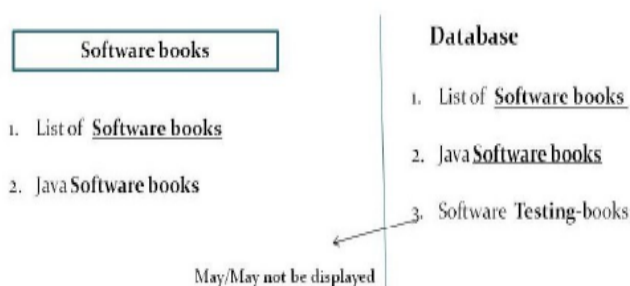 Software books
1. List of Software books
2. Java Software books
May/May not be displayed
Database
1. List of Software books
2. Java Software books
3. Software Testing-books